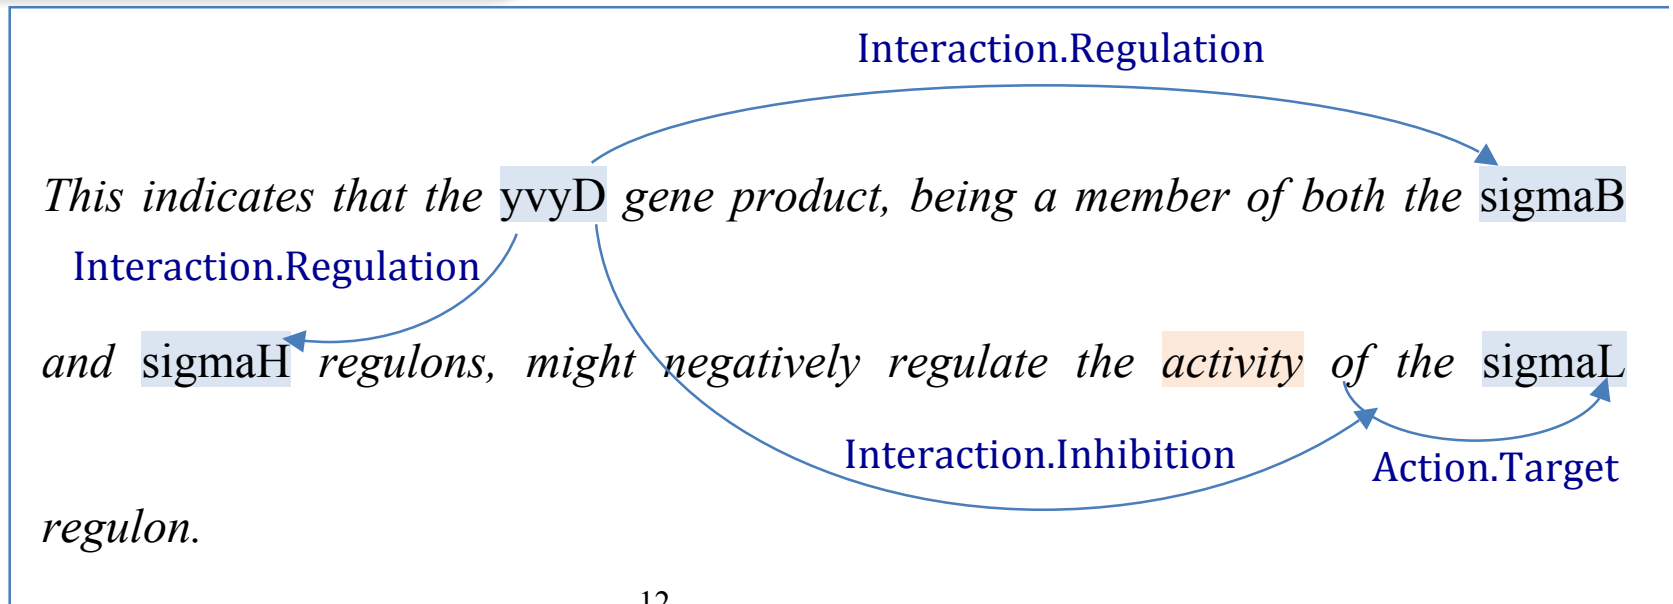 Interaction.Regulation
This indicates that the yvyD gene product, being a member of both the sigmaB
Interaction.Regulation
and sigmaH regulons, might negatively regulate the activity of the sigmaL
Interaction.Inhibition
Action.Target
regulon.
12